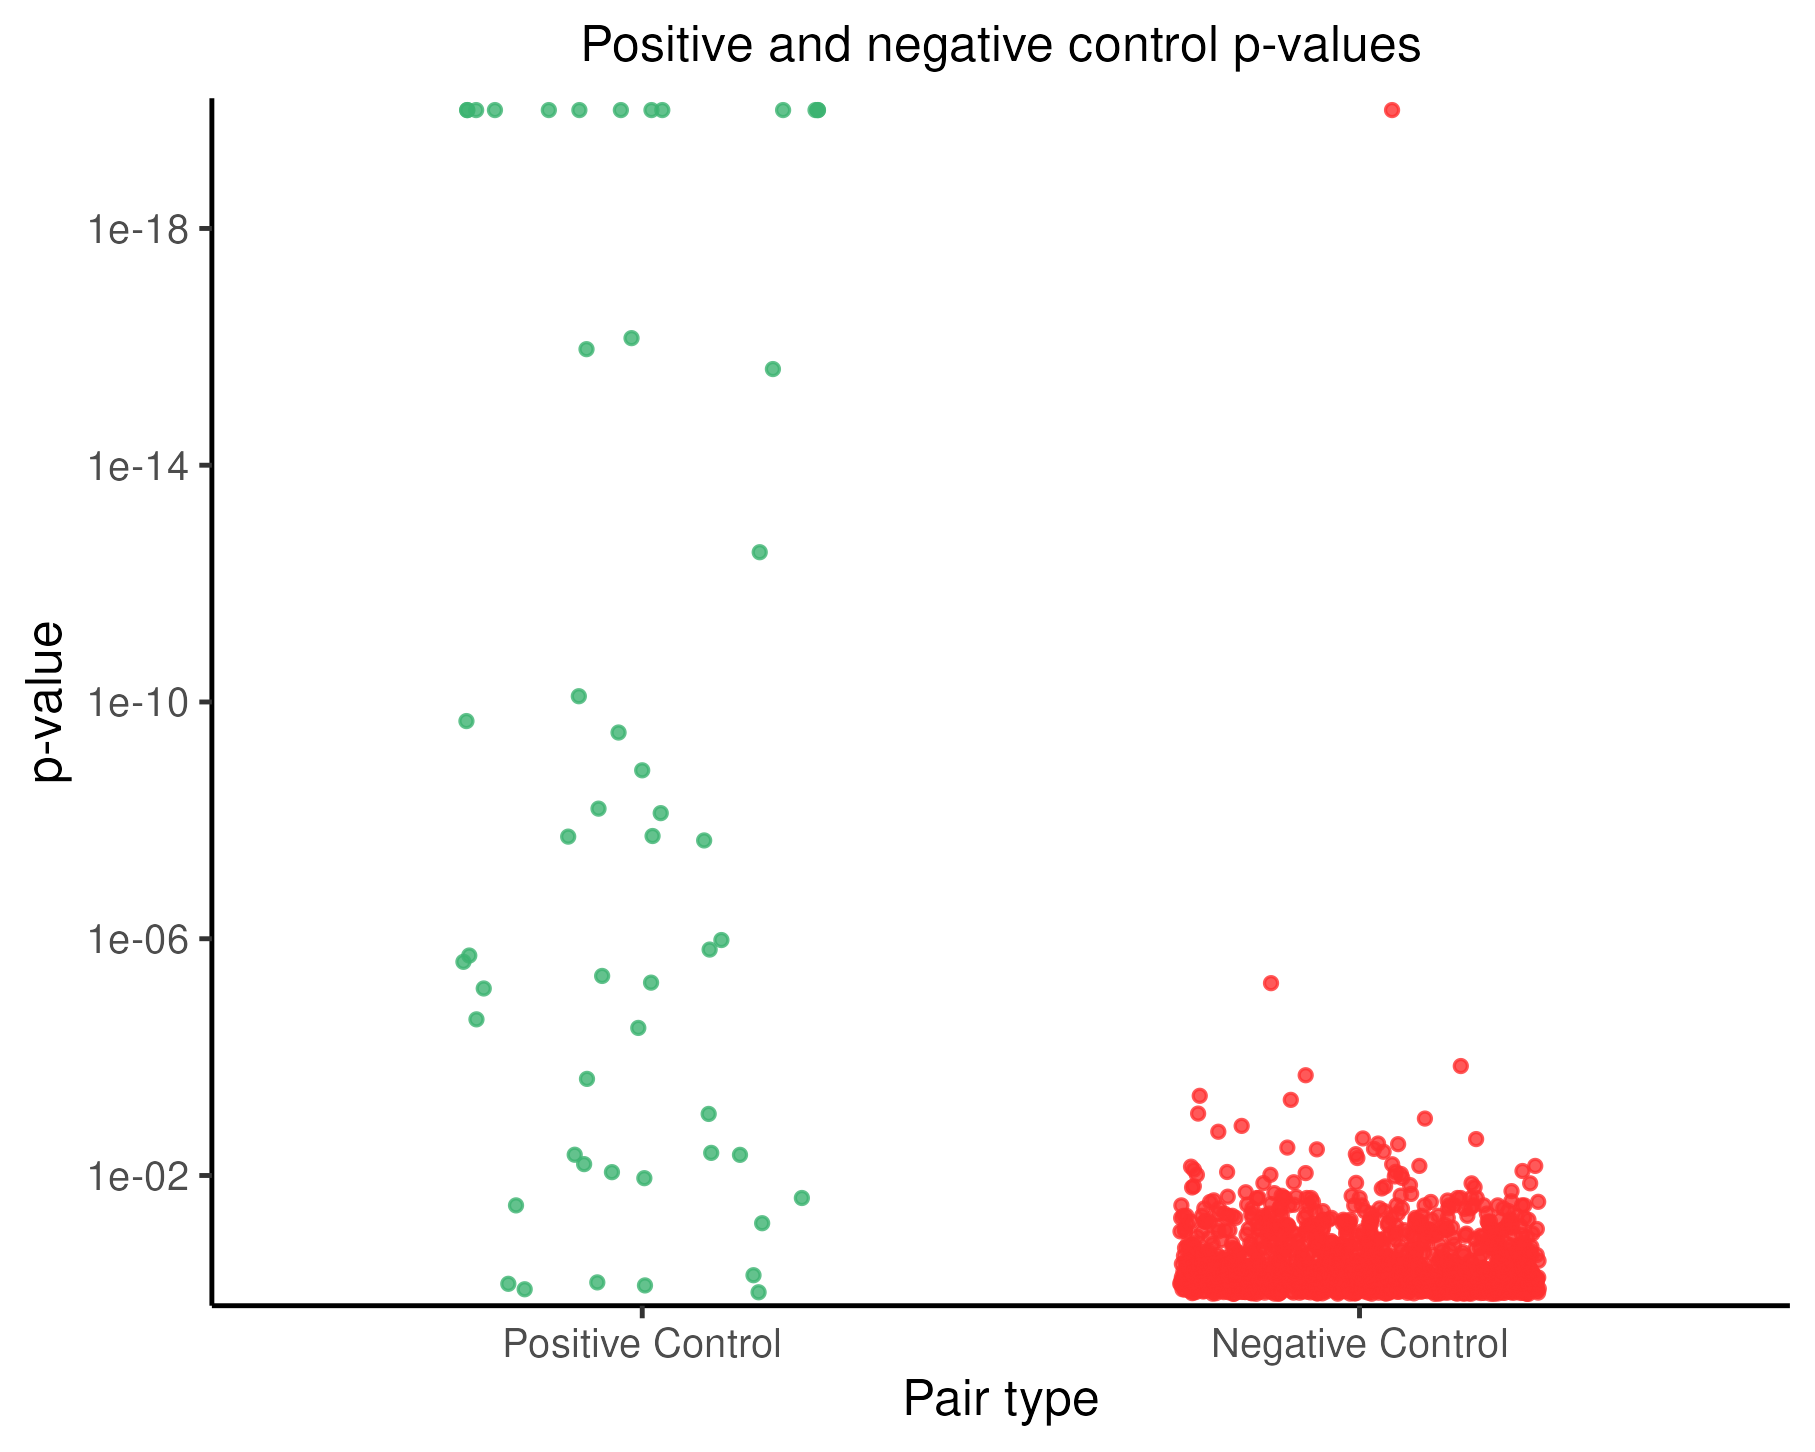 Positive and negative control p-values
p-value
1e-18
1e-14
1e-10
1e-06
1e-02
Positive Control
Negative Control
Pair type